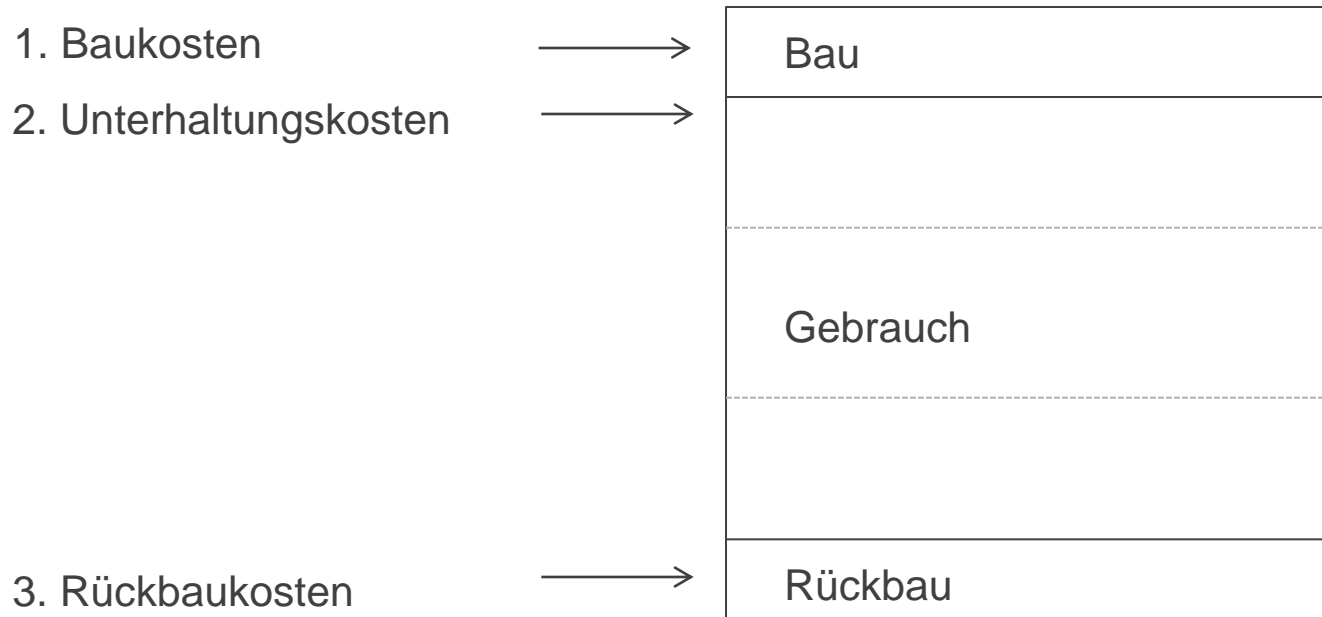 1. Baukosten
Bau
2. Unterhaltungskosten
Gebrauch
3. Rückbaukosten
Rückbau